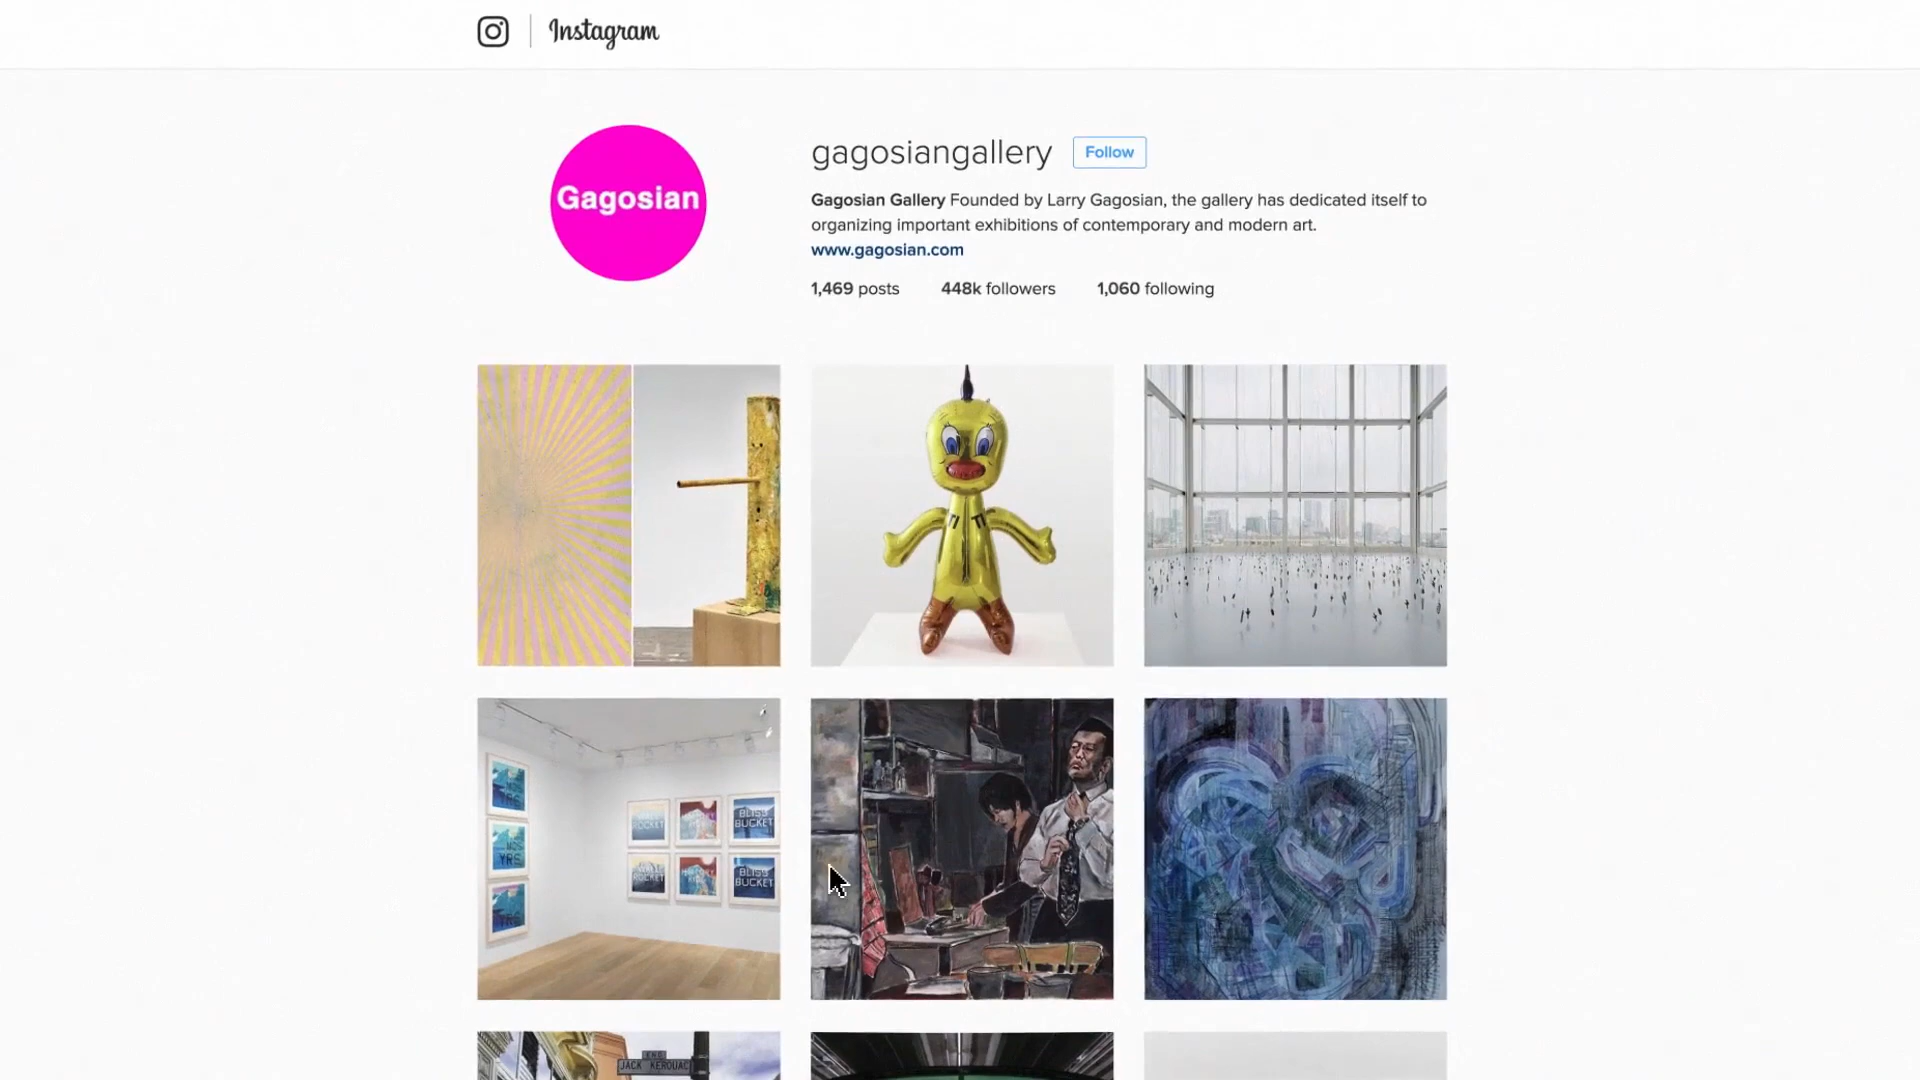 Instagram
Gagosian
gagosiangallery Follow
Gagosian Gallery Founded by Larry Gagosian, the gallery has dedicated itself to
organizing important exhibitions of contemporary and modern art.
www.gagosian.com
1,469 posts 448k followers 1,060 following
BLISS
BUCKET
BLISS
BUCKET
END
JACK KEROUAC